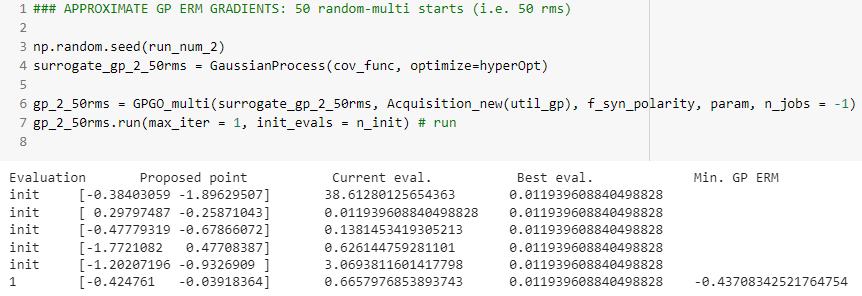 1 ### APPROXIMATE GP ERM GRADIENTS: 50 random-multi starts (i.e. 50 rms)
2
3 np.random.seed(run_num_2)
4 surrogate_gp_2_50rms = GaussianProcess(cov_func, optimize=hyperOpt)
5
6 gp_2_50rms = GPGO_multi(surrogate_gp_2_50rms, Acquisition_new(util_gp), f_syn_polarity, param, n_jobs = -1)
7 gp_2_50rms.run(max_iter = 1, init_evals = n_init) # run
8
Evaluation Proposed point Current eval. Best eval. Min. GP ERM
init [-0.38403059 -1.89629507] 38.61280125654363 0.011939608840498828
init [ 0.29797487 -0.25871043] 0.011939608840498828 0.011939608840498828
init [-0.47779319 -0.67866072] 0.1381453419305213 0.011939608840498828
init [-1.7721082 0.47708387] 0.626144759281101 0.011939608840498828
init [-1.20207196 -0.9326909 ] 3.0693811601417798 0.011939608840498828
1 [-0.424761 -0.03918364] 0.6657976853893743 0.011939608840498828 -0.43708342521764754